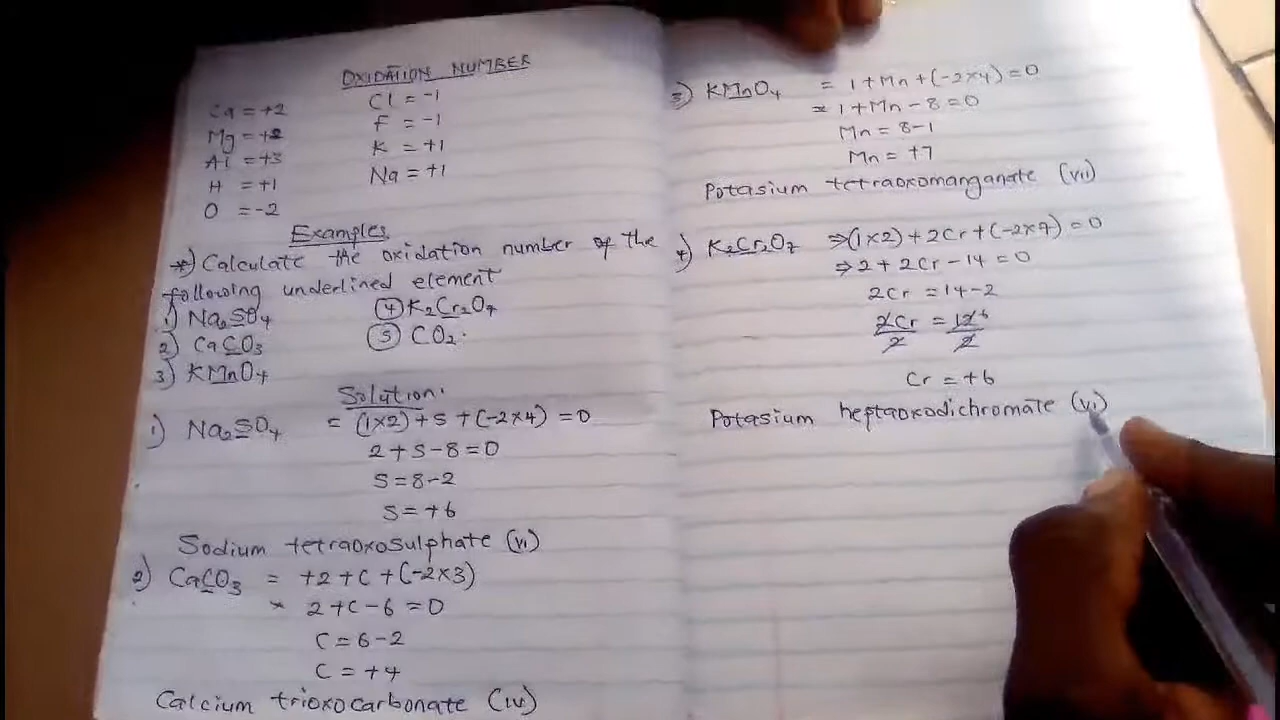 OXIDATION NUMBER
Ca = +2
Mg = +2
Al = +3
H = +1
O = -2
Cl = -1
F = -1
K = +1
Na = +1
Examples
*) Calculate the oxidation number of the
following underlined element
1) Na2SO4
2) CaCO3
3) KMnO4
④ K2Cr2O7
⑤ CO2.
Solution.
1) Na2SO4 = (1×2) + S + (-2×4) = 0
2 + S - 8 = 0
S = 8 - 2
S = +6
Sodium tetraoxosulphate (vi)
2) CaCO3 = +2 + C + (-2×3)
2 + C - 6 = 0
C = 6 - 2
C = +4
Calcium trioxocarbonate (iv)
3) KMnO4 = 1 + Mn + (-2×4) = 0
= 1 + Mn - 8 = 0
Mn = 8 - 1
Mn = +7
Potasium tetraoxomanganate (vii)
4) K2Cr2O7 ⇒ (1×2) + 2Cr + (-2×7) = 0
⇒ 2 + 2Cr - 14 = 0
2Cr = 14 - 2
2Cr = 12 6
2 2
Cr = +6
Potasium heptaoxodichromate (vi)